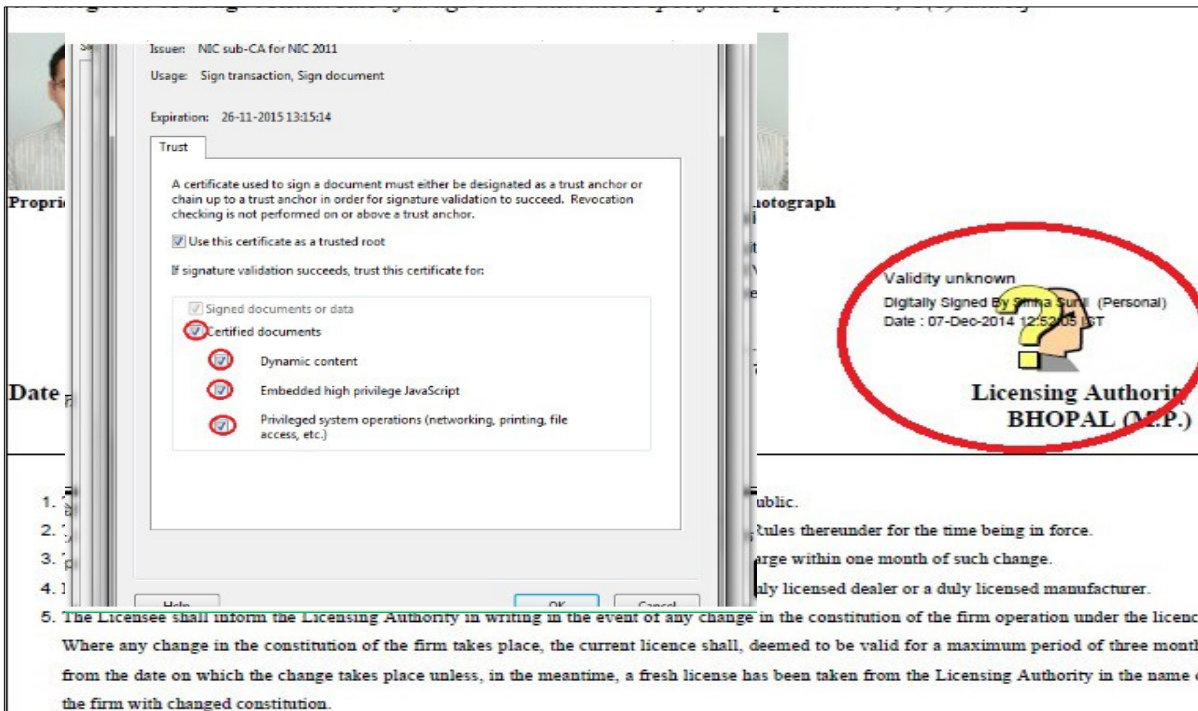 Issuer: NIC sub-CA for NIC 2011
Usage: Sign transaction, Sign document
Expiration: 26-11-2015 13:15:14
Trust
A certificate used to sign a document must either be designated as a trust anchor or
chain up to a trust anchor in order for signature validation to succeed. Revocation
checking is not performed on or above a trust anchor.
Use this certificate as a trusted root
If signature validation succeeds, trust this certificate for:
Signed documents or data
Certified documents
Dynamic content
Embedded high privilege JavaScript
Privileged system operations (networking, printing, file
access, etc.)
Help OK Cancel
Validity unknown
Digitally Signed By Sinha Sunil (Personal)
Date : 07-Dec-2014 12:52:05 IST
Date
Licensing Authority
BHOPAL (M.P.)
1.
2. Rules thereunder for the time being in force.
3. within one month of such change.
4. licensed dealer or a duly licensed manufacturer.
5. The Licensee shall inform the Licensing Authority in writing in the event of any change in the constitution of the firm operation under the licence
Where any change in the constitution of the firm takes place, the current licence shall, deemed to be valid for a maximum period of three month
from the date on which the change takes place unless, in the meantime, a fresh license has been taken from the Licensing Authority in the name
the firm with changed constitution.